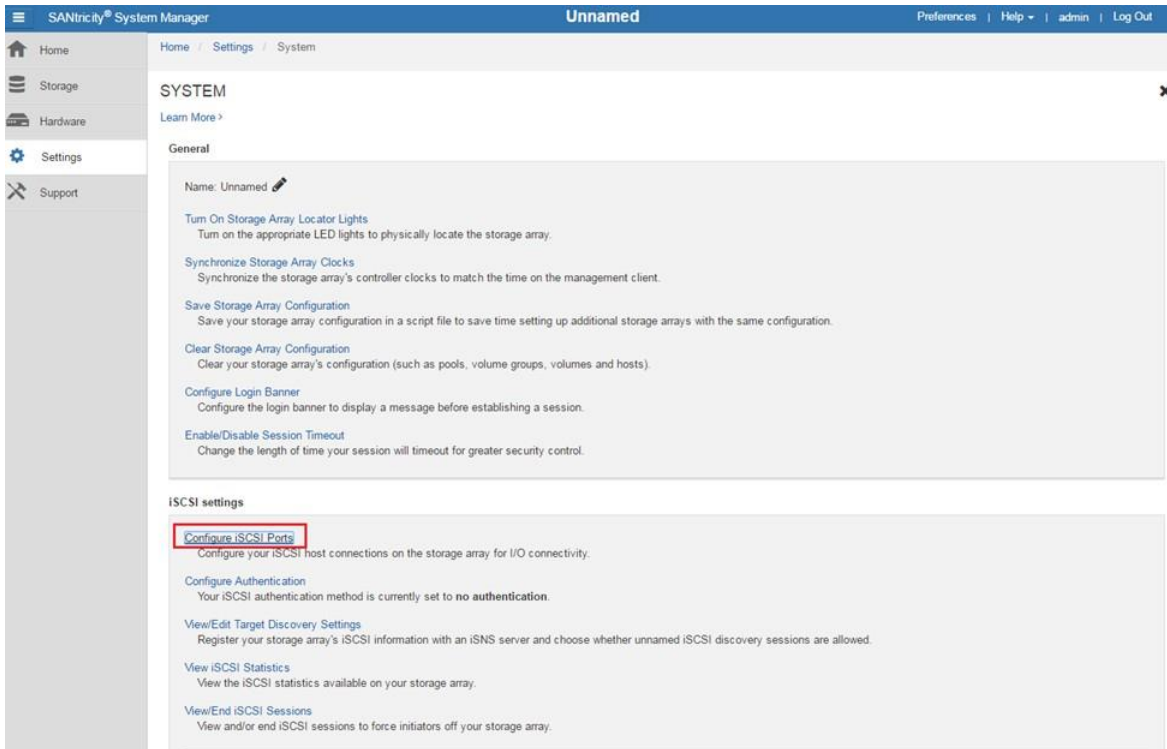 SANtricity® System Manager
Unnamed
Preferences | Help | admin | Log Out
Home
Storage
Hardware
Settings
Support
Home / Settings / System
SYSTEM
Learn More >
General
Name: Unnamed
Turn On Storage Array Locator Lights
Turn on the appropriate LED lights to physically locate the storage array.
Synchronize Storage Array Clocks
Synchronize the storage array's controller clocks to match the time on the management client.
Save Storage Array Configuration
Save your storage array configuration in a script file to save time setting up additional storage arrays with the same configuration.
Clear Storage Array Configuration
Clear your storage array's configuration (such as pools, volume groups, volumes and hosts).
Configure Login Banner
Configure the login banner to display a message before establishing a session.
Enable/Disable Session Timeout
Change the length of time your session will timeout for greater security control.
iSCSI settings
Configure iSCSI Ports
Configure your iSCSI host connections on the storage array for I/O connectivity.
Configure Authentication
Your iSCSI authentication method is currently set to no authentication.
View/Edit Target Discovery Settings
Register your storage array's iSCSI information with an iSNS server and choose whether unnamed iSCSI discovery sessions are allowed.
View iSCSI Statistics
View the iSCSI statistics available on your storage array.
View/End iSCSI Sessions
View and/or end iSCSI sessions to force initiators off your storage array.